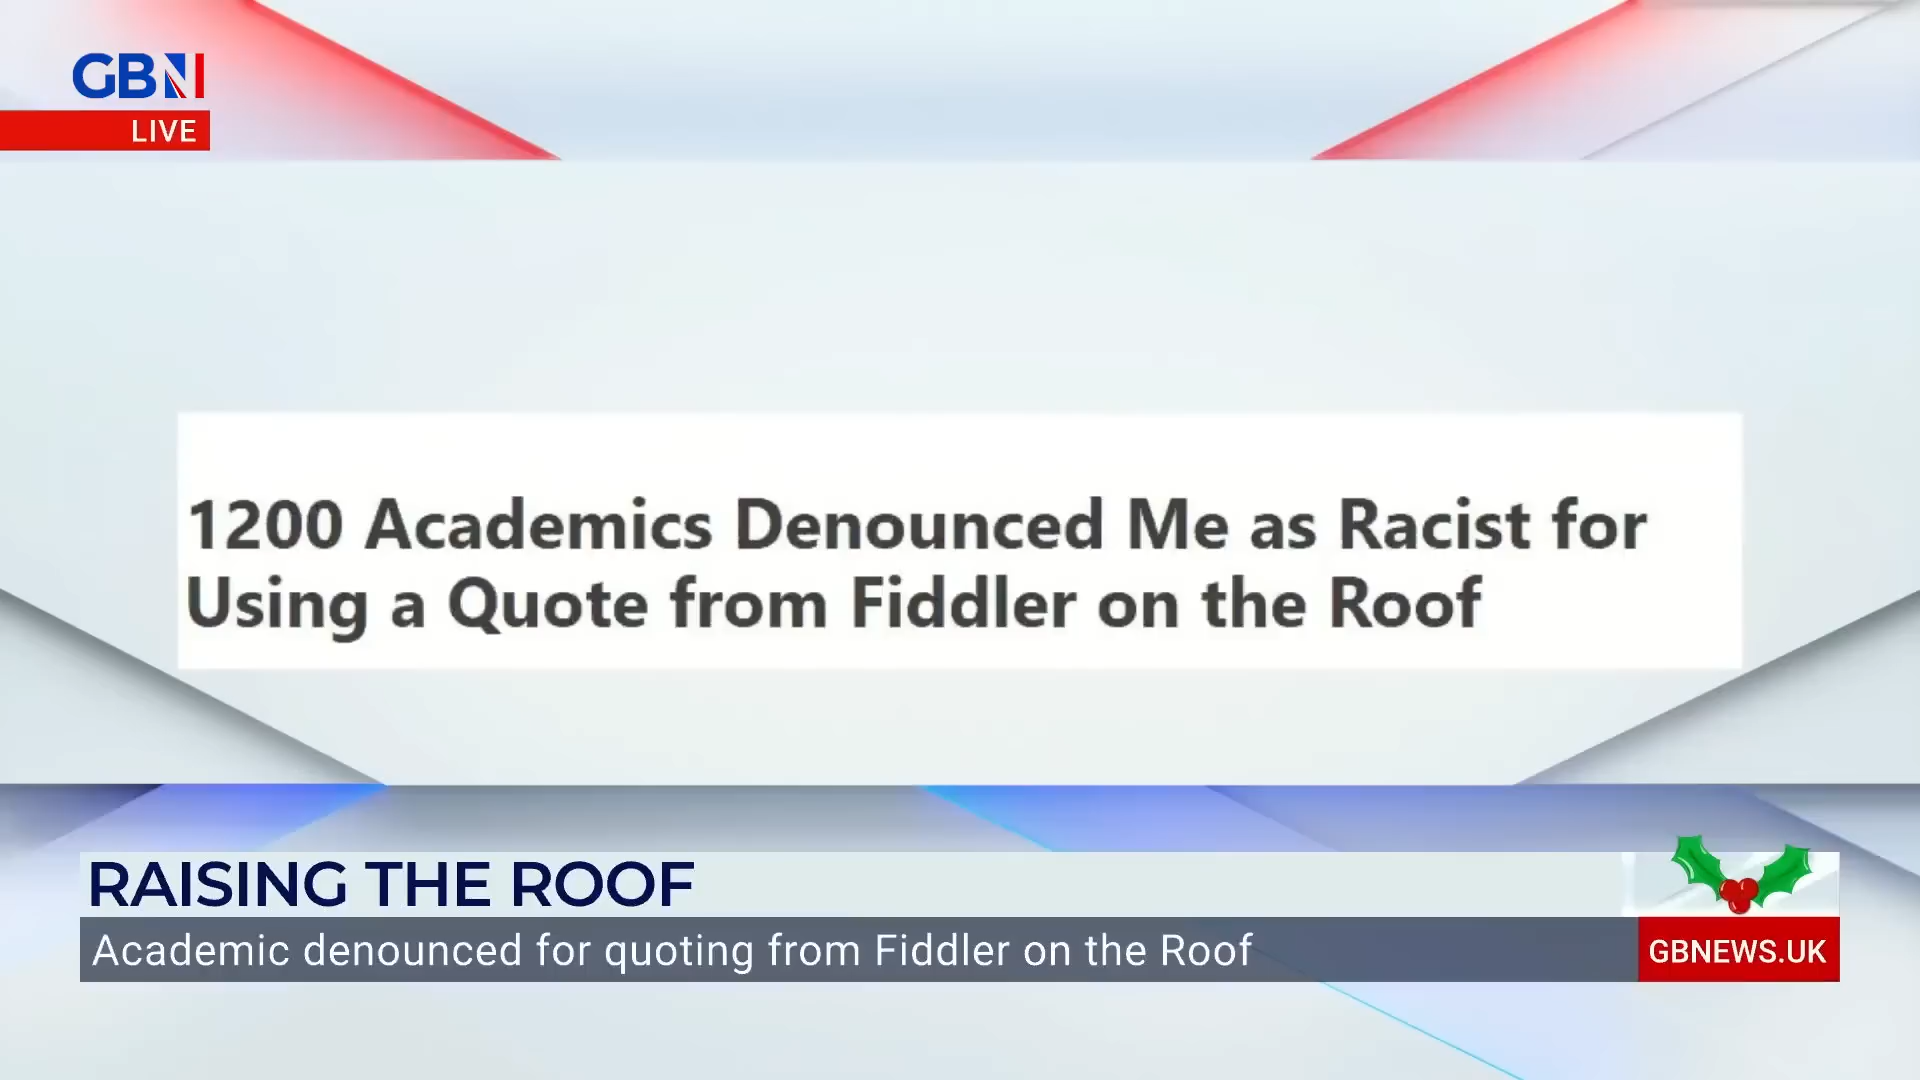 GBN
LIVE
1200 Academics Denounced Me as Racist for
Using a Quote from Fiddler on the Roof
RAISING THE ROOF
Academic denounced for quoting from Fiddler on the Roof
GBNEWS.UK